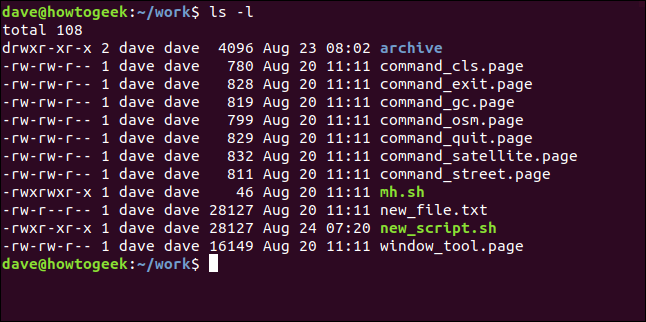 dave@howtogeek:~/work$ ls -l
total 108
drwxr-xr-x 2 dave dave  4096 Aug 23 08:02 archive
-rw-rw-r-- 1 dave dave   780 Aug 20 11:11 command_cls.page
-rw-rw-r-- 1 dave dave   828 Aug 20 11:11 command_exit.page
-rw-rw-r-- 1 dave dave   819 Aug 20 11:11 command_gc.page
-rw-rw-r-- 1 dave dave   799 Aug 20 11:11 command_osm.page
-rw-rw-r-- 1 dave dave   829 Aug 20 11:11 command_quit.page
-rw-rw-r-- 1 dave dave   832 Aug 20 11:11 command_satellite.page
-rw-rw-r-- 1 dave dave   811 Aug 20 11:11 command_street.page
-rwxrwxr-x 1 dave dave    46 Aug 20 11:11 mh.sh
-rw-r--r-- 1 dave dave 28127 Aug 20 11:11 new_file.txt
-rwxr-xr-x 1 dave dave 28127 Aug 24 07:20 new_script.sh
-rw-rw-r-- 1 dave dave 16149 Aug 20 11:11 window_tool.page
dave@howtogeek:~/work$